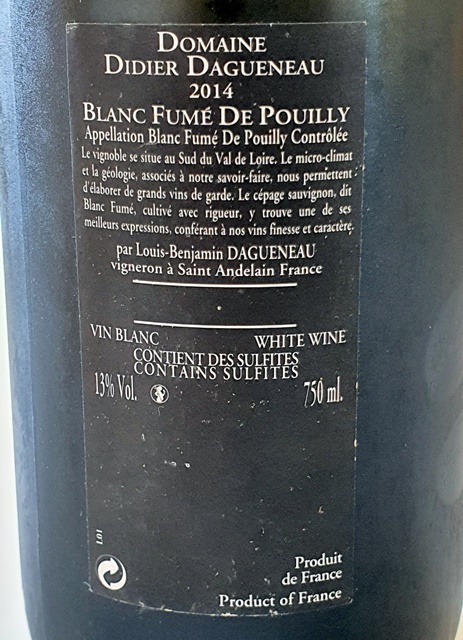 DOMAINE
DIDIER DAGUENEAU
2014
BLANC FUMÉ DE POUILLY
Appellation Blanc Fumé De Pouilly Contrôlée
Le vignoble se situe au Sud du Val de Loire. Le micro-climat
et la géologie, associés à notre savoir-faire, nous permettent
d'élaborer de grands vins de garde. Le cépage sauvignon, dit
Blanc Fumé, cultivé avec rigueur, y trouve une de ses
meilleurs expressions, conférant à nos vins finesse et caractère.
par Louis-Benjamin DAGUENEAU
vigneron à Saint Andelain France
VIN BLANC WHITE WINE
CONTIENT DES SULFITES
CONTAINS SULFITES
13% Vol. 750 ml.
L01
Produit
de France
Product of France